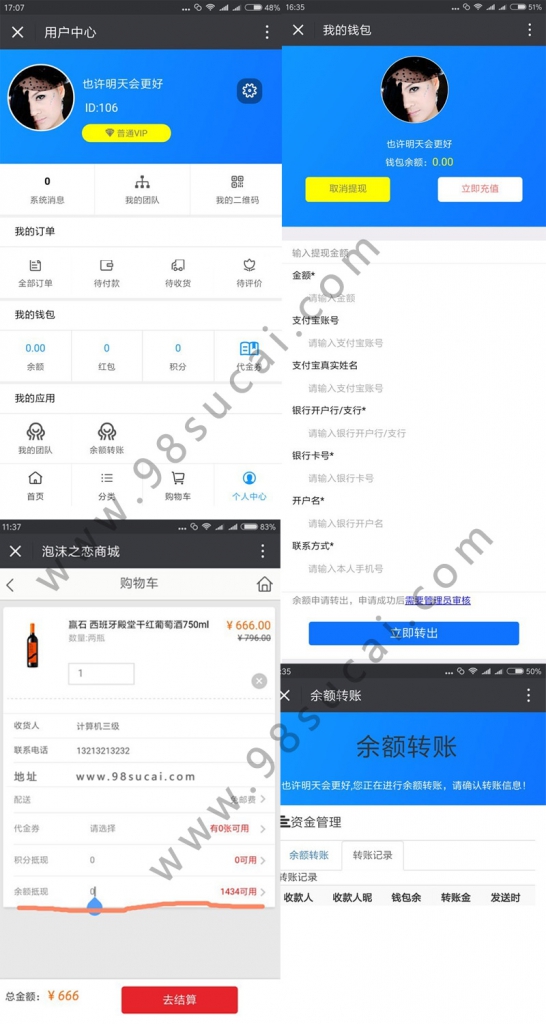 17:07
48%
用户中心
也许明天会更好
ID:106
普通VIP
0
系统消息
我的团队
我的二维码
我的订单
全部订单
待付款
待收货
待评价
我的钱包
0.00
0
0
余额
红包
积分
代金券
我的应用
我的团队
余额转账
首页
分类
购物车
个人中心
16:35
51%
我的钱包
也许明天会更好
钱包余额：0.00
取消提现
立即充值
输入提现金额
金额*
请输入金额
支付宝账号
请输入支付宝账号
支付宝真实姓名
请输入支付宝账号
银行开户行/支行*
请输入银行开户行/支行
银行卡号*
请输入银行卡号
开户名*
请输入银行开户名
联系方式*
请输入本人手机号
余额申请转出，申请成功后需要管理员审核
立即转出
11:37
83%
泡沫之恋商城
购物车
赢石 西班牙殿堂干红葡萄酒750ml
￥666.00
数量:两瓶
￥796.00
1
收货人
计算机三级
联系电话
13213213232
地址
www.98sucai.com
配送
免邮费
代金券
请选择
有0张可用
积分抵现
0
0可用
余额抵现
0
1434可用
总金额：
￥666
去结算
:35
50%
余额转账
余额转账
也许明天会更好,您正在进行余额转账，请确认转账信息！
资金管理
余额转账
转账记录
转账记录
收款人
收款人昵
钱包余
转账金
发送时
www.98sucai.com
www.98sucai.com